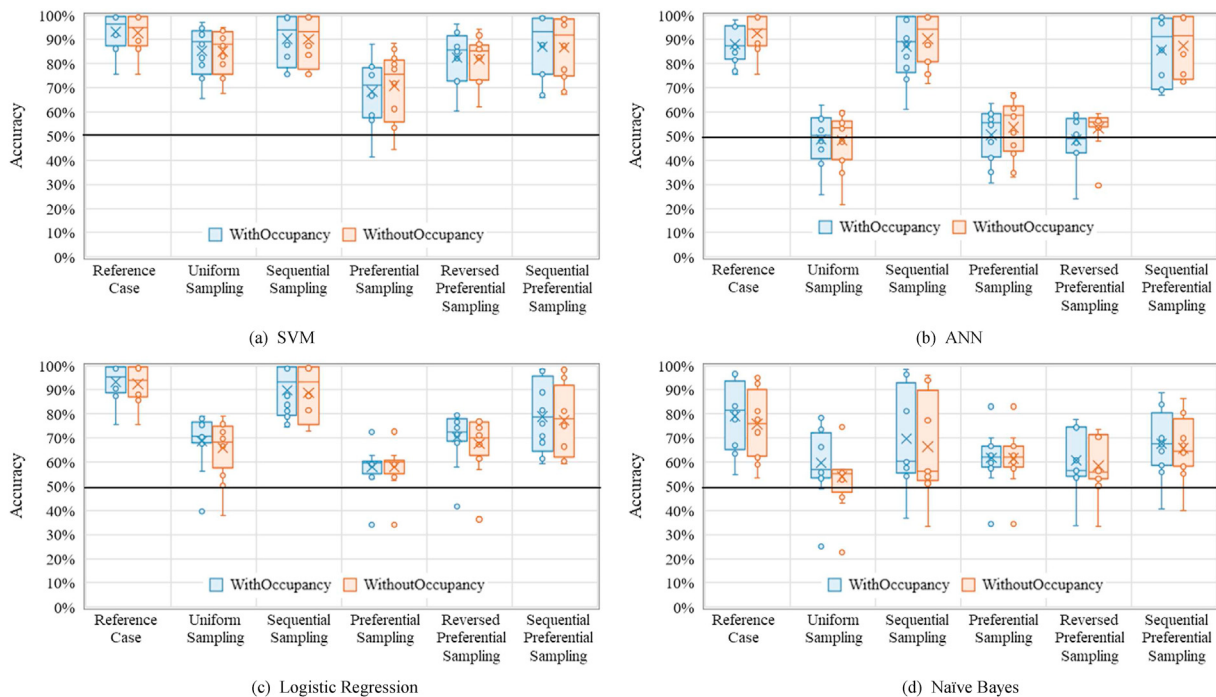 100%
90%
80%
70%
60%
50%
40%
30%
20%
10%
0%
Accuracy
WithOccupancy WithoutOccupancy
Reference Case
Uniform Sampling
Sequential Sampling
Preferential Sampling
Reversed Preferential Sampling
Sequential Preferential Sampling
(a) SVM
100%
90%
80%
70%
60%
50%
40%
30%
20%
10%
0%
Accuracy
WithOccupancy WithoutOccupancy
Reference Case
Uniform Sampling
Sequential Sampling
Preferential Sampling
Reversed Preferential Sampling
Sequential Preferential Sampling
(b) ANN
100%
90%
80%
70%
60%
50%
40%
30%
20%
10%
0%
Accuracy
WithOccupancy WithoutOccupancy
Reference Case
Uniform Sampling
Sequential Sampling
Preferential Sampling
Reversed Preferential Sampling
Sequential Preferential Sampling
(c) Logistic Regression
100%
90%
80%
70%
60%
50%
40%
30%
20%
10%
0%
Accuracy
WithOccupancy WithoutOccupancy
Reference Case
Uniform Sampling
Sequential Sampling
Preferential Sampling
Reversed Preferential Sampling
Sequential Preferential Sampling
(d) Naïve Bayes